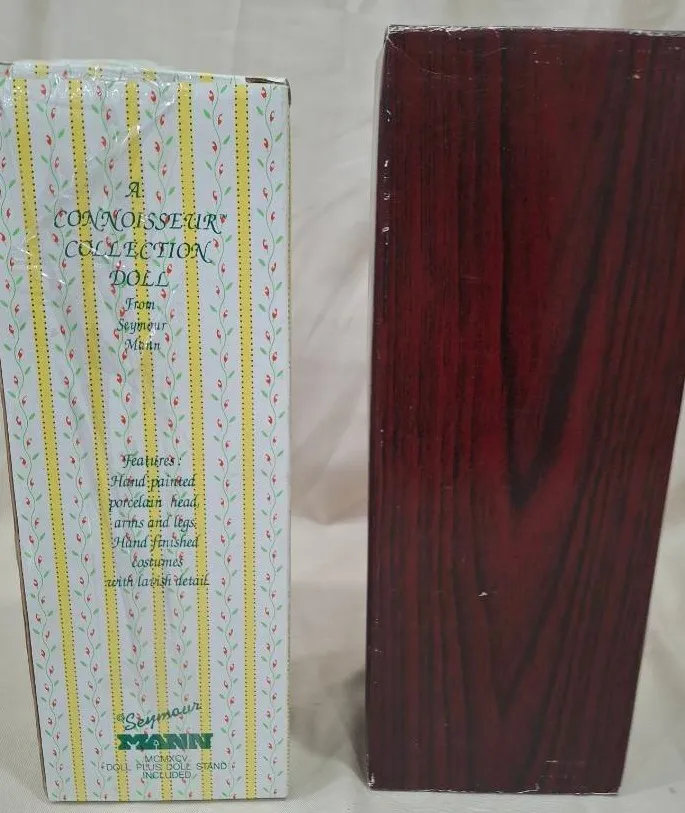 A
CONNOISSEUR
COLLECTION
DOLL
From
Seymour
Mann
Features:
Hand painted
porcelain head,
arms and legs
Hand finished
costumes
with lavish detail
©Seymour
MANN
MCMXCV
DOLL PLUS DOLL STAND
INCLUDED